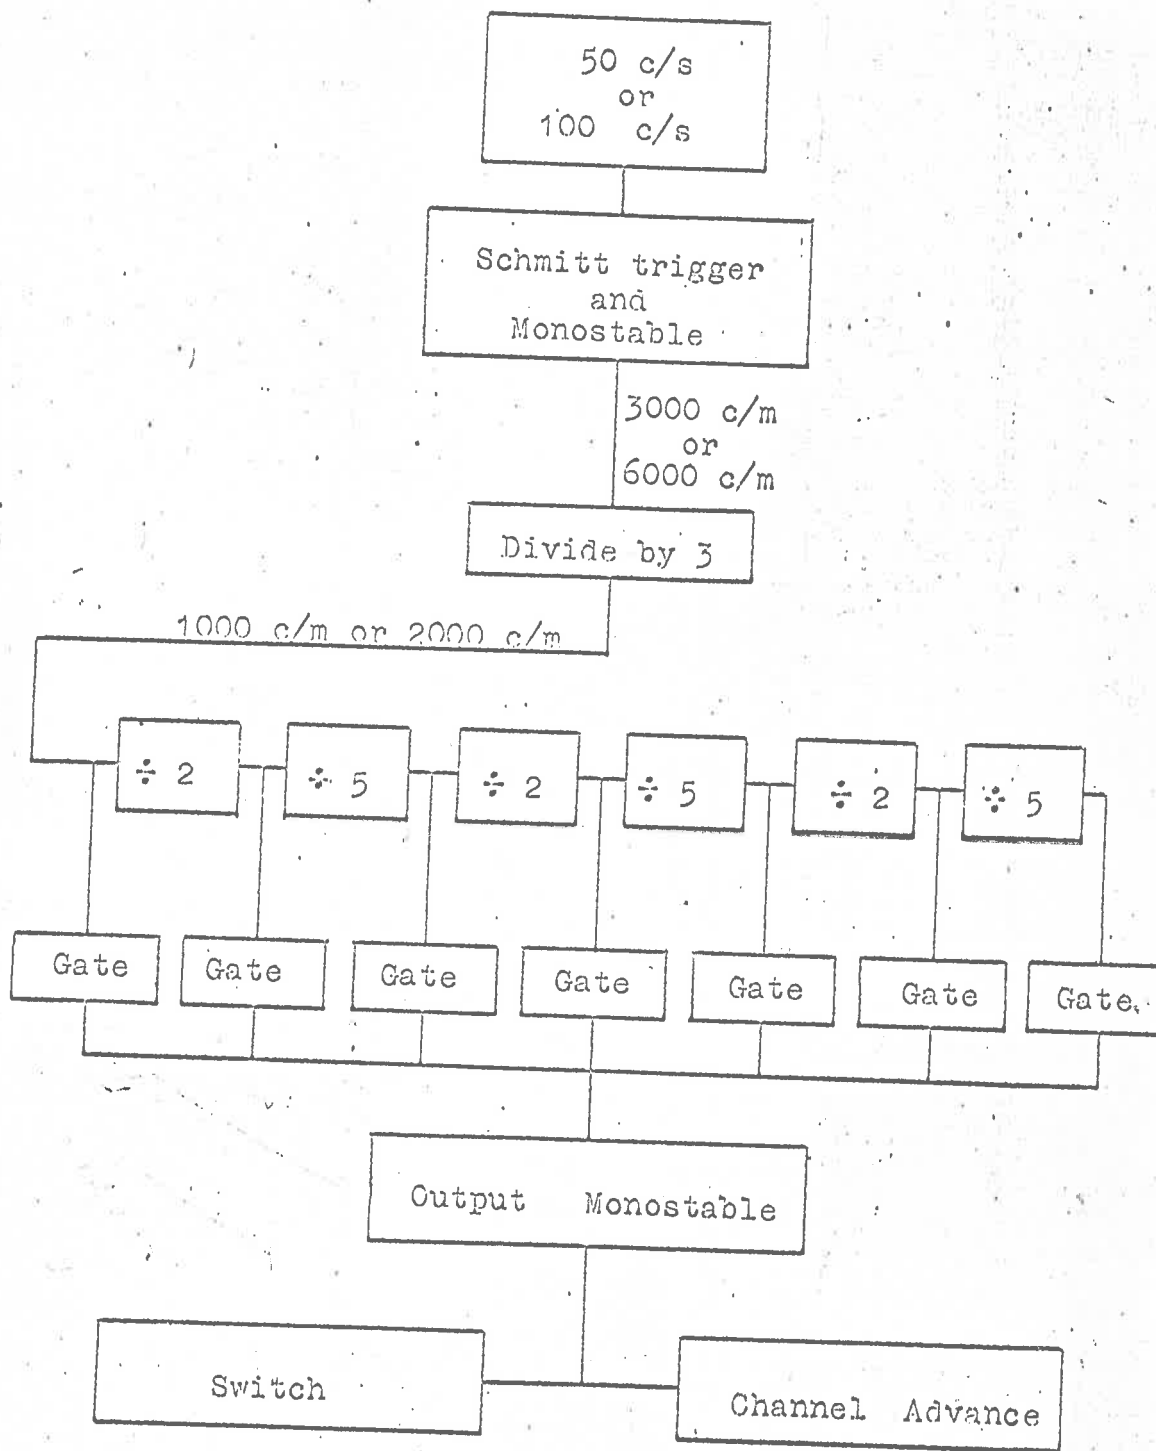 50 c/s
or
100 c/s
Schmitt trigger
and
Monostable
3000 c/m
or
6000 c/m
Divide by 3
1000 c/m or 2000 c/m
÷ 2
÷ 5
÷ 2
÷ 5
÷ 2
÷ 5
Gate
Gate
Gate
Gate
Gate
Gate
Gate
Output Monostable
Switch
Channel Advance